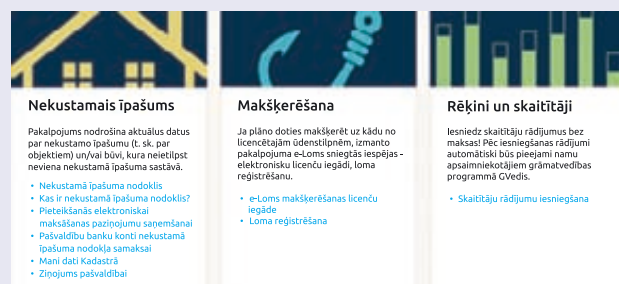 Nekustamais īpašums
Pakalpojums nodrošina aktuālus datus
par nekustamo īpašumu (t. sk. par
objektiem) un/vai būvi, kura neietilpst
neviena nekustamā īpašuma sastāvā.
• Nekustamā īpašuma nodoklis
• Kas ir nekustamā īpašuma nodoklis?
• Pieteikšanās elektroniskai
maksāšanas paziņojumu saņemšanai
• Pašvaldību banku konti nekustamā
īpašuma nodokļa samaksai
• Mani dati Kadastrā
• Ziņojums pašvaldībai
Makšķerēšana
Ja plāno doties makšķerēt uz kādu no
licencētajām ūdenstilpnēm, izmanto
pakalpojuma e-Loms sniegtās iespējas -
elektronisku licenču iegādi, loma
reģistrēšanu.
• e-Loms makšķerēšanas licenču
iegāde
• Loma reģistrēšana
Rēķini un skaitītāji
Iesniedz skaitītāju rādījumus bez
maksas! Pēc iesniegšanas rādījumi
automātiski būs pieejami namu
apsaimniekotājiem grāmatvedības
programmā GVedis.
• Skaitītāju rādījumu iesniegšana